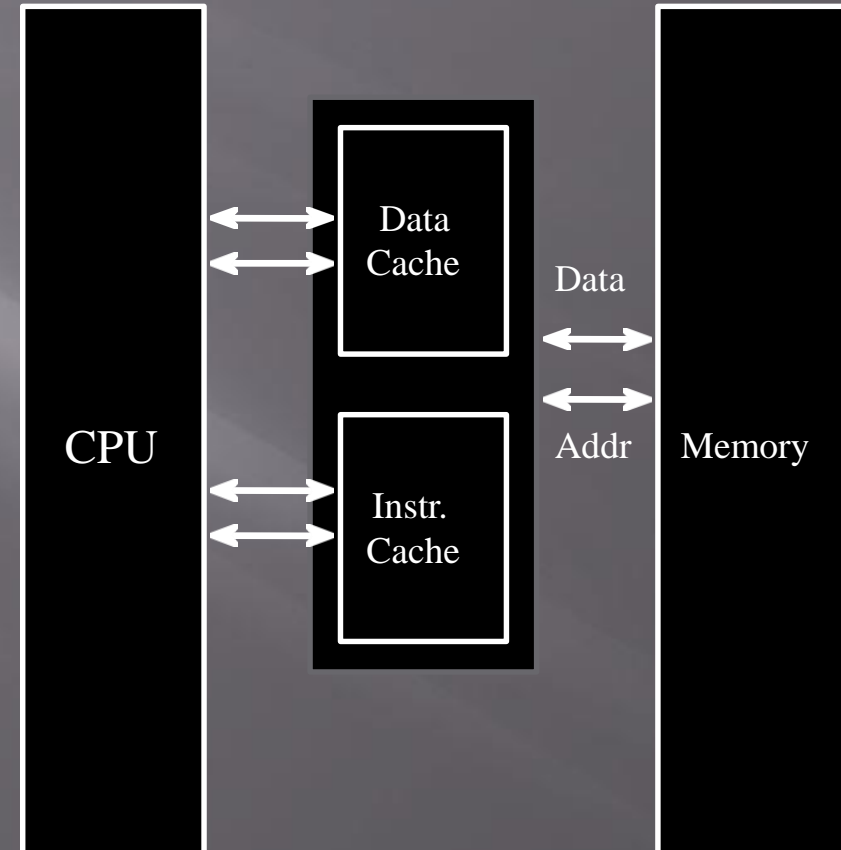 CPU
Data
Cache
Instr.
Cache
Data
Addr
Memory